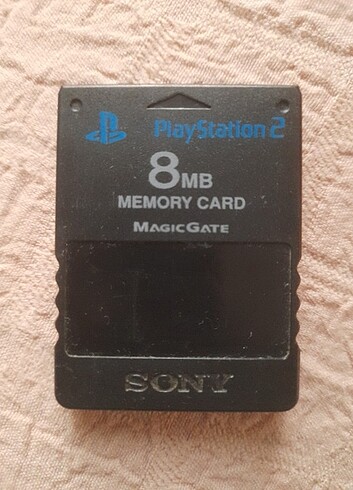 PlayStation 2
8MB
MEMORY CARD
MAGICGATE
SONY